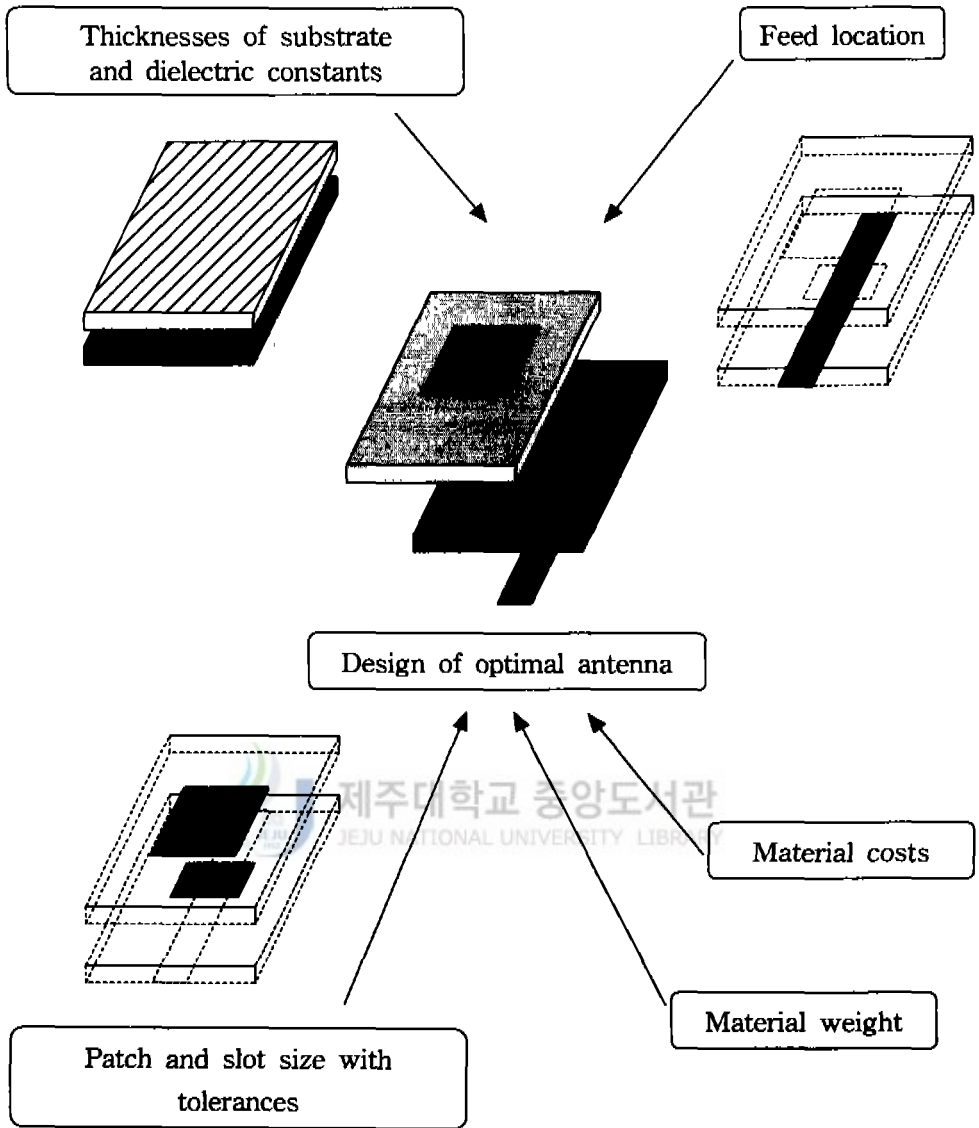 Thicknesses of substrate
and dielectric constants
Feed location
Design of optimal antenna
제주대학교 중앙도서관
JEJU NATIONAL UNIVERSITY LIBRARY
Material costs
Material weight
Patch and slot size with
tolerances